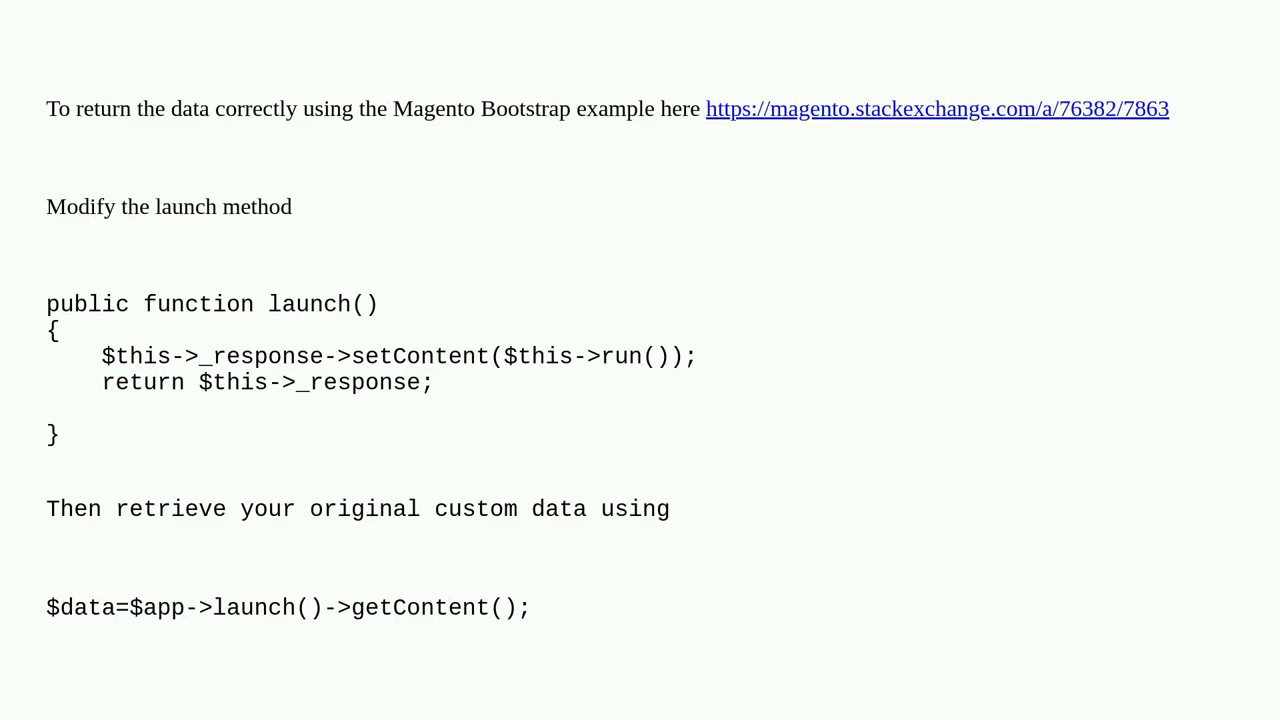 To return the data correctly using the Magento Bootstrap example here https://magento.stackexchange.com/a/76382/7863
Modify the launch method
public function launch()
{
    $this->_response->setContent($this->run());
    return $this->_response;
}
Then retrieve your original custom data using
$data=$app->launch()->getContent();